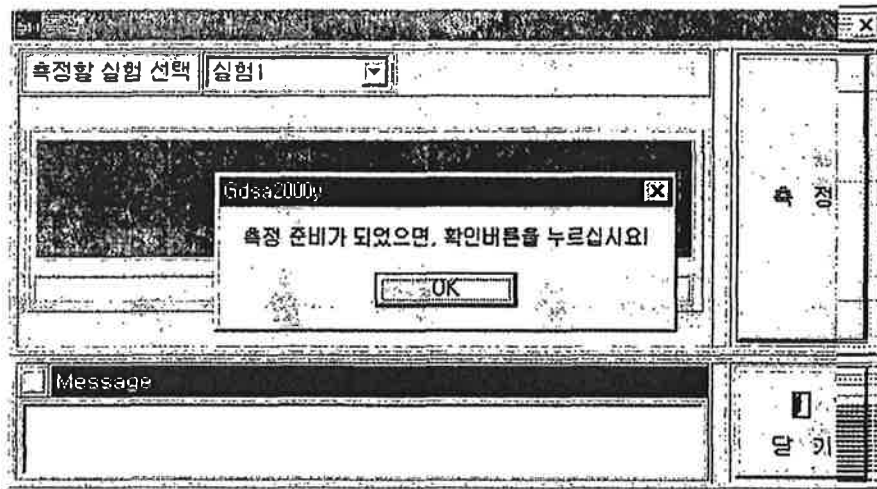 측정할 실험 선택
실험1
Gdsa2000y
측정 준비가 되었으면, 확인버튼을 누르십시요!
OK
측 정
Message
닫 기